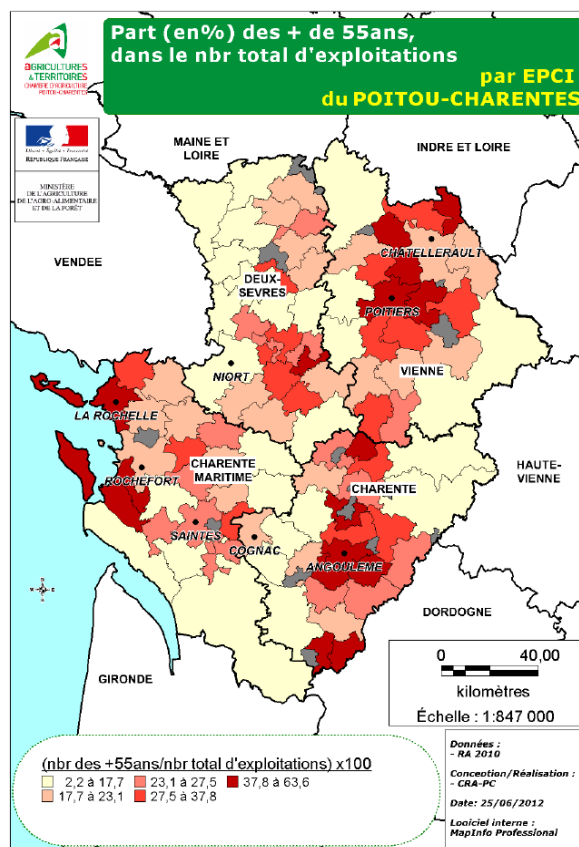 Part (en%) des + de 55ans,
dans le nbr total d'exploitations
par EPCI
du POITOU-CHARENTES
AGRICULTURES
& TERRITOIRES
CHAMBRE D'AGRICULTURE
POITOU-CHARENTES
Liberté • Égalité • Fraternité
RÉPUBLIQUE FRANÇAISE
MINISTÈRE
DE L'AGRICULTURE
DE L'AGRO-ALIMENTAIRE
ET DE LA FORÊT
MAINE ET
LOIRE
INDRE ET LOIRE
VENDEE
CHATELLERAULT
DEUX-
SEVRES
POITIERS
NIORT
VIENNE
LA ROCHELLE
ROCHEFORT
CHARENTE
MARITIME
CHARENTE
HAUTE-
VIENNE
SAINTES
COGNAC
ANGOULEME
DORDOGNE
GIRONDE
0 40,00
kilomètres
Échelle : 1:847 000
(nbr des +55ans/nbr total d'exploitations) x100
2,2 à 17,7 23,1 à 27,5 37,8 à 63,6
17,7 à 23,1 27,5 à 37,8
Données :
- RA 2010
Conception/Réalisation :
- CRA-PC
Date: 25/06/2012
Logiciel interne :
MapInfo Professional